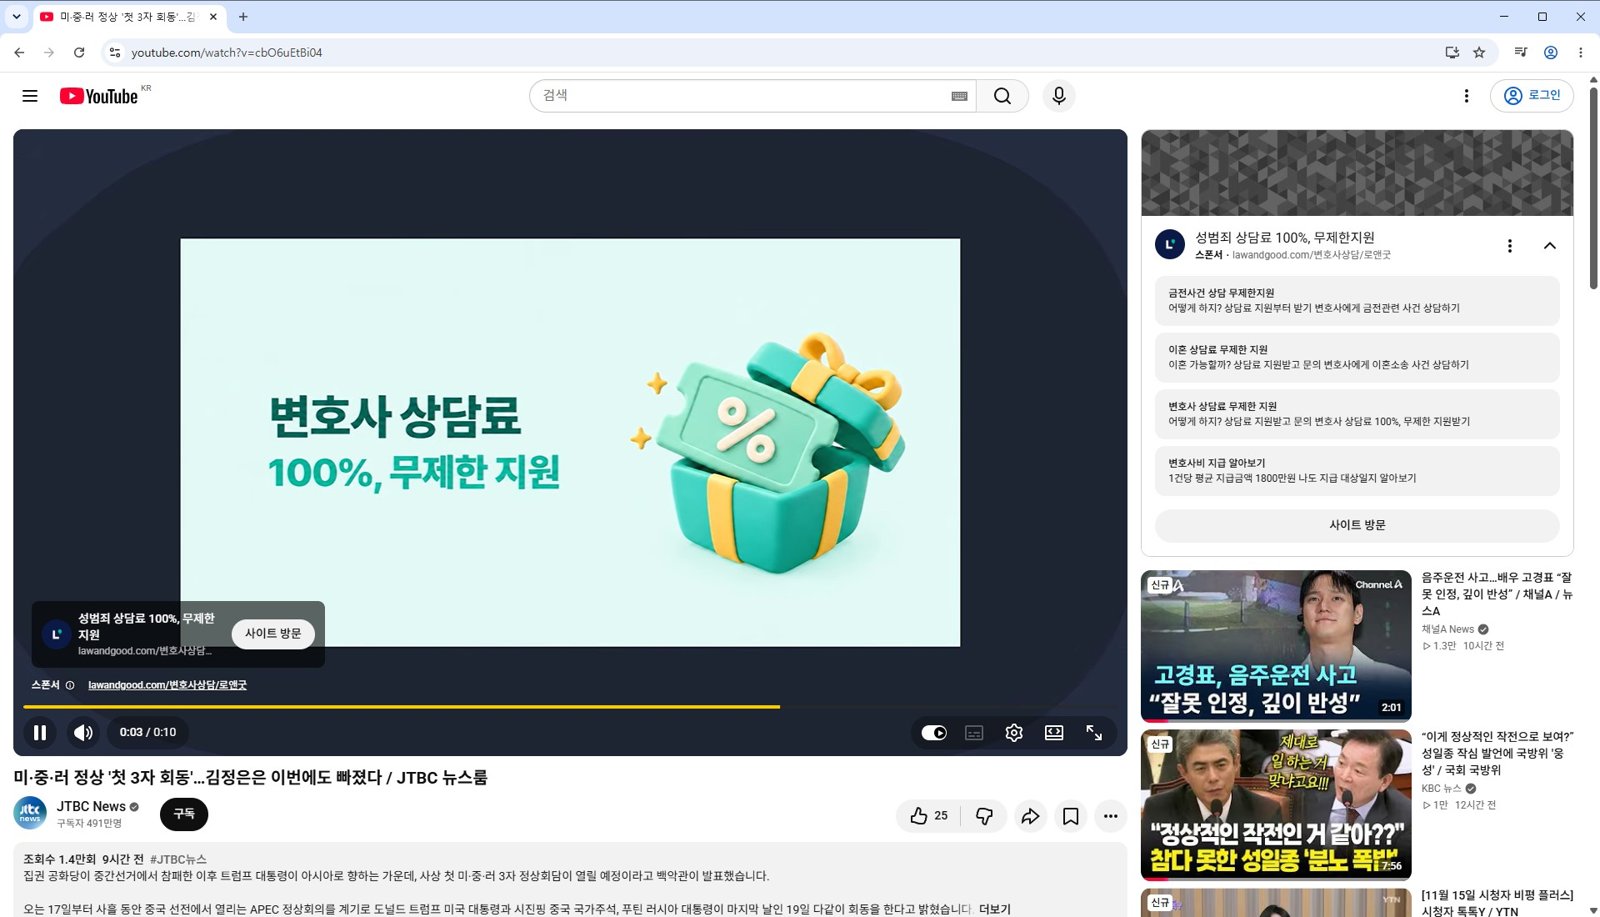 미·중·러 정상 '첫 3자 회동'...김
youtube.com/watch?v=cbO6uEtBi04
YouTube KR
검색
로그인
변호사 상담료
100%, 무제한 지원
성범죄 상담료 100%, 무제한
지원
lawandgood.com/변호사상담...
사이트 방문
스폰서
lawandgood.com/변호사상담/로앤굿
0:03 / 0:10
미·중·러 정상 '첫 3자 회동'...김정은은 이번에도 빠졌다 / JTBC 뉴스룸
jtbc
news
JTBC News
구독자 491만명
구독
25
조회수 1.4만회 9시간 전 #JTBC뉴스
집권 공화당이 중간선거에서 참패한 이후 트럼프 대통령이 아시아로 향하는 가운데, 사상 첫 미·중·러 3자 정상회담이 열릴 예정이라고 백악관이 발표했습니다.
오는 17일부터 사흘 동안 중국 선전에서 열리는 APEC 정상회의를 계기로 도널드 트럼프 미국 대통령과 시진핑 중국 국가주석, 푸틴 러시아 대통령이 마지막 날인 19일 다같이 회동을 한다고 밝혔습니다. 더보기
성범죄 상담료 100%, 무제한지원
스폰서 · lawandgood.com/변호사상담/로앤굿
금전사건 상담 무제한지원
어떻게 하지? 상담료 지원부터 받기 변호사에게 금전관련 사건 상담하기
이혼 상담료 무제한 지원
이혼 가능할까? 상담료 지원받고 문의 변호사에게 이혼소송 사건 상담하기
변호사 상담료 무제한 지원
어떻게 하지? 상담료 지원받고 문의 변호사 상담료 100%, 무제한 지원받기
변호사비 지급 알아보기
1건당 평균 지급금액 1800만원 나도 지급 대상일지 알아보기
사이트 방문
신규
Channel A
고경표, 음주운전 사고
“잘못 인정, 깊이 반성”
2:01
음주운전 사고...배우 고경표 “잘
못 인정, 깊이 반성” / 채널A / 뉴
스A
채널A News
1.3만 10시간 전
신규
제대로
일 하는 거
맞냐고요!!!
“정상적인 작전인 거 같아??”
참다 못한 성일종 '분노 폭발'
7:56
“이게 정상적인 작전으로 보여?”
성일종 작심 발언에 국방위 '웅
성' / 국회 국방위
KBC 뉴스
1만 12시간 전
신규
YTN
[11월 15일 시청자 비평 플러스]
시청자 톡톡Y / YTN